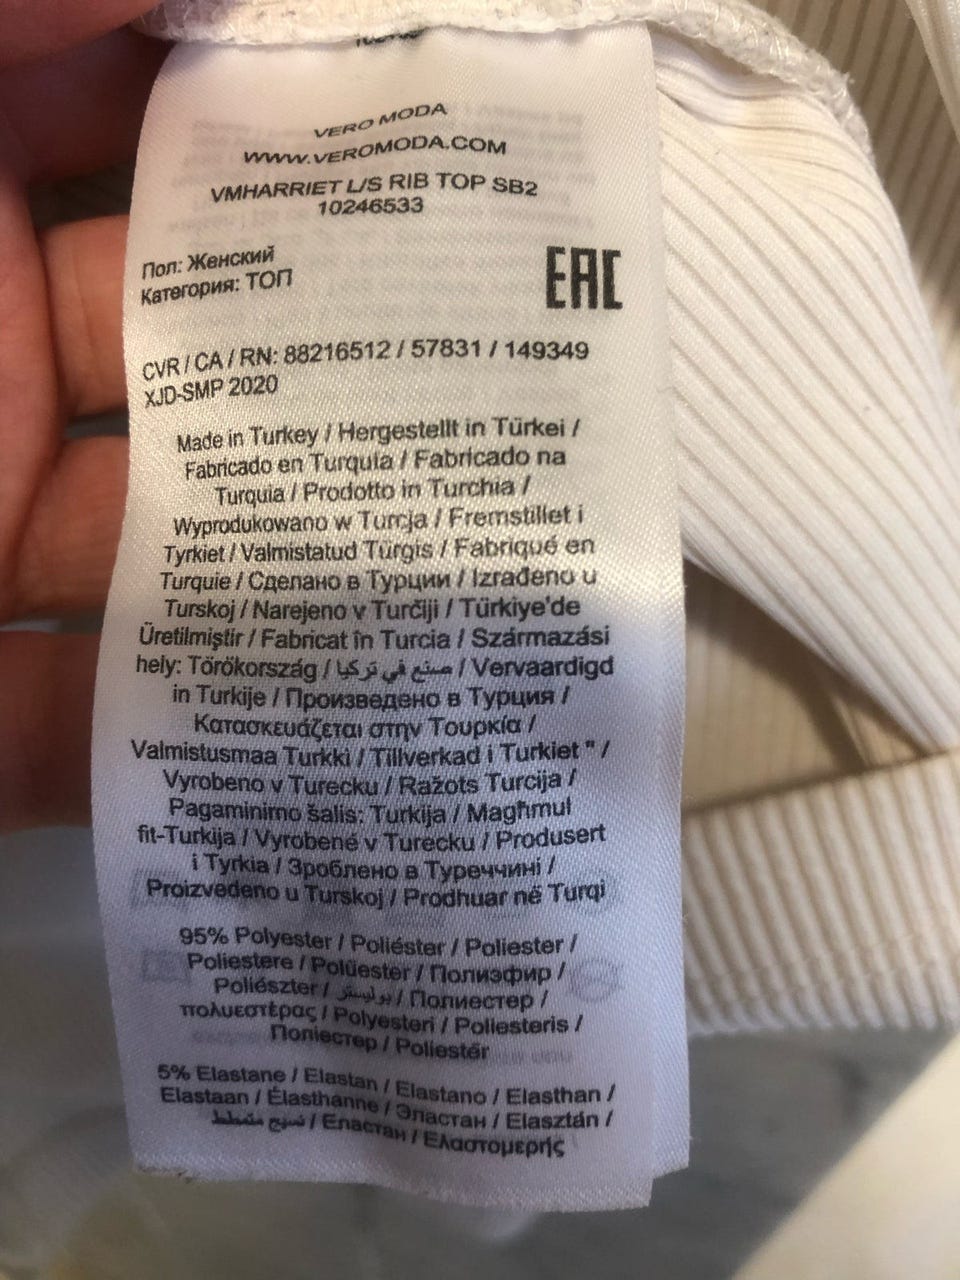 VERO MODA
WWW.VEROMODA.COM
VMHARRIET L/S RIB TOP SB2
10246533
Пол: Женский
Категория: ТОП
EAC
CVR / CA / RN: 88216512 / 57831 / 149349
XJD-SMP 2020
Made in Turkey / Hergestellt in Türkei /
Fabricado en Turquia / Fabricado na
Turquia / Prodotto in Turchia /
Wyprodukowano w Turcja / Fremstillet i
Tyrkiet / Valmistatud Türgis / Fabriqué en
Turquie / Сделано в Турции / Izrađeno u
Turskoj / Narejeno v Turčiji / Türkiye'de
Üretilmiştir / Fabricat în Turcia / Származási
hely: Törökország / صنع في تركيا / Vervaardigd
in Turkije / Произведено в Турция /
Κατασκευάζεται στην Τουρκία /
Valmistusmaa Turkki / Tillverkad i Turkiet " /
Vyrobeno v Turecku / Ražots Turcija /
Pagaminimo šalis: Turkija / Magħmul
fit-Turkija / Vyrobené v Turecku / Produsert
i Tyrkia / Зроблено в Туреччині /
Proizvedeno u Turskoj / Prodhuar në Turqi
95% Polyester / Poliéster / Poliester /
Poliestere / Polüester / Полиэфир /
Poliészter / بوليستر / Полиестер /
πολυεστέρας / Polyesteri / Poliesteris /
Поліестер / Poliestér
5% Elastane / Elastan / Elastano / Elasthan /
Elastaan / Élasthanne / Эластан / Elasztán /
نسيج مطط / Еластан / Ελαστομερής